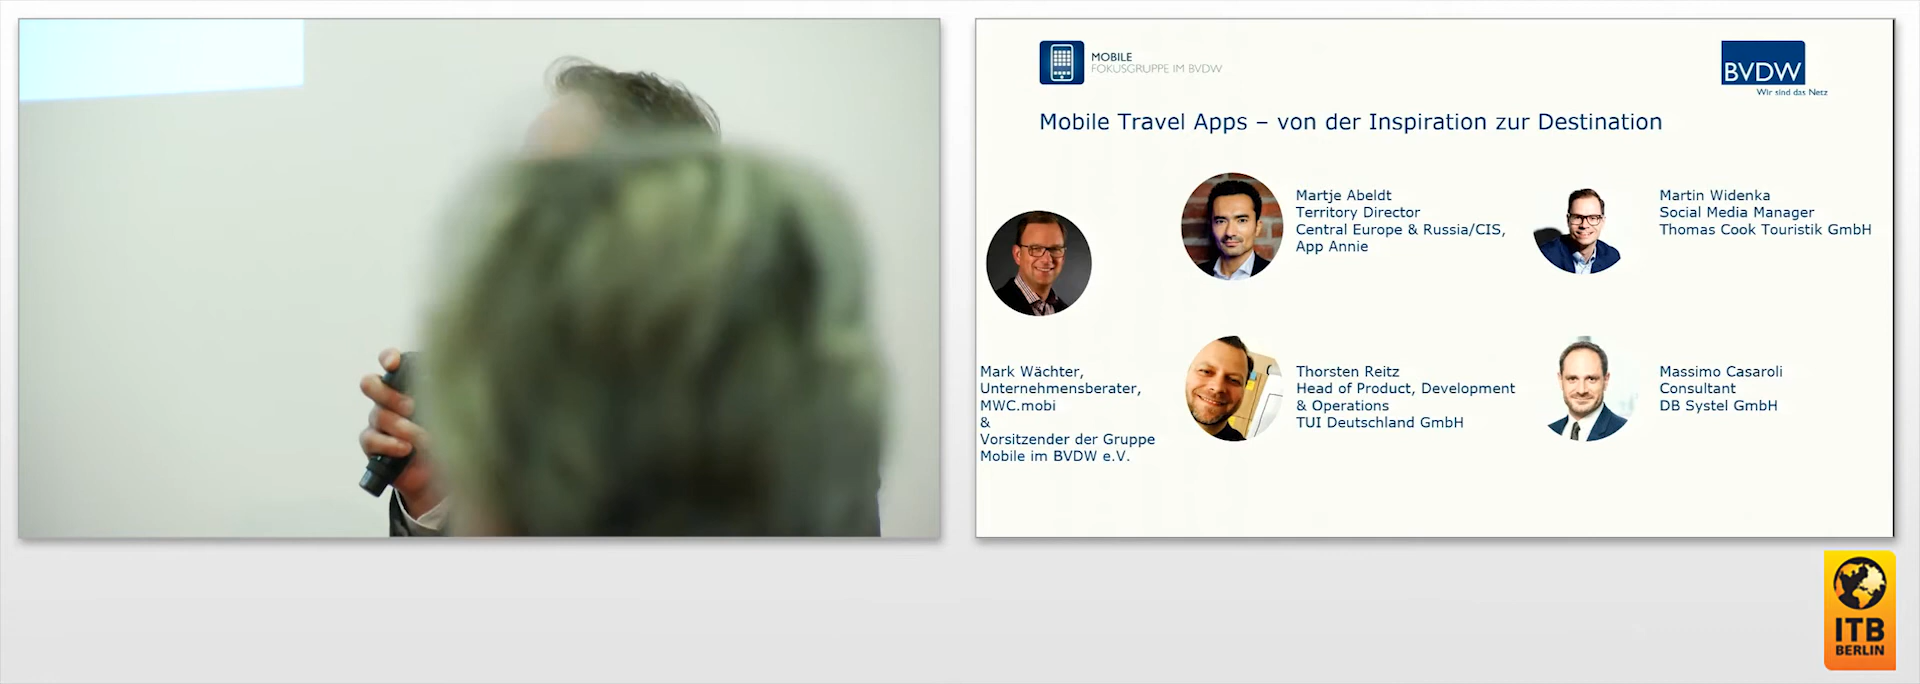 MOBILE
FOKUSGRUPPE IM BVDW
BVDW
Wir sind das Netz
Mobile Travel Apps – von der Inspiration zur Destination
Mark Wächter,
Unternehmensberater,
MWC.mobi
&
Vorsitzender der Gruppe
Mobile im BVDW e.V.
Martje Abeldt
Territory Director
Central Europe & Russia/CIS,
App Annie
Martin Widenka
Social Media Manager
Thomas Cook Touristik GmbH
Thorsten Reitz
Head of Product, Development
& Operations
TUI Deutschland GmbH
Massimo Casaroli
Consultant
DB Systel GmbH
ITB
BERLIN